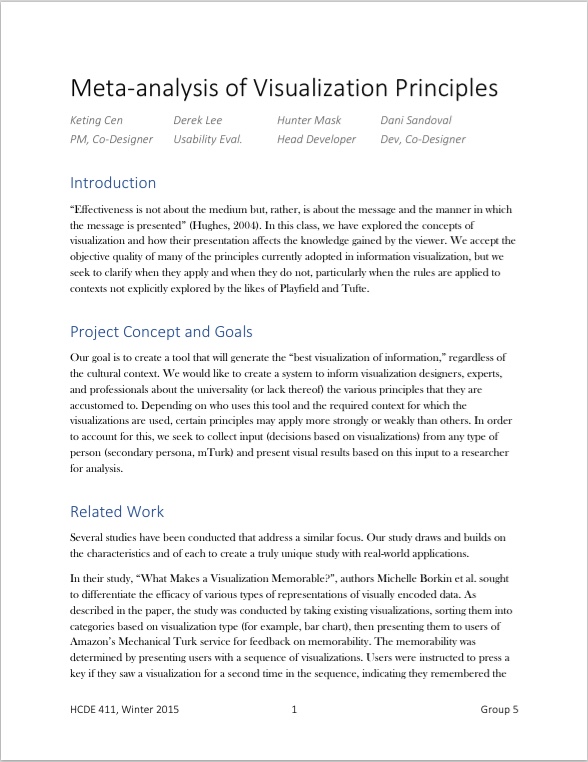 Meta-analysis of Visualization Principles
Keting Cen Derek Lee Hunter Mask Dani Sandoval
PM, Co-Designer Usability Eval. Head Developer Dev, Co-Designer
Introduction
“Effectiveness is not about the medium but, rather, is about the message and the manner in which
the message is presented” (Hughes, 2004). In this class, we have explored the concepts of
visualization and how their presentation affects the knowledge gained by the viewer. We accept the
objective quality of many of the principles currently adopted in information visualization, but we
seek to clarify when they apply and when they do not, particularly when the rules are applied to
contexts not explicitly explored by the likes of Playfield and Tufte.
Project Concept and Goals
Our goal is to create a tool that will generate the “best visualization of information,” regardless of
the cultural context. We would like to create a system to inform visualization designers, experts,
and professionals about the universality (or lack thereof) the various principles that they are
accustomed to. Depending on who uses this tool and the required context for which the
visualizations are used, certain principles may apply more strongly or weakly than others. In order
to account for this, we seek to collect input (decisions based on visualizations) from any type of
person (secondary persona, mTurk) and present visual results based on this input to a researcher
for analysis.
Related Work
Several studies have been conducted that address a similar focus. Our study draws and builds on
the characteristics and of each to create a truly unique study with real-world applications.
In their study, “What Makes a Visualization Memorable?”, authors Michelle Borkin et al. sought
to differentiate the efficacy of various types of representations of visually encoded data. As
described in the paper, the study was conducted by taking existing visualizations, sorting them into
categories based on visualization type (for example, bar chart), then presenting them to users of
Amazon’s Mechanical Turk service for feedback on memorability. The memorability was
determined by presenting users with a sequence of visualizations. Users were instructed to press a
key if they saw a visualization for a second time in the sequence, indicating they remembered the
HCDE 411, Winter 2015 1 Group 5